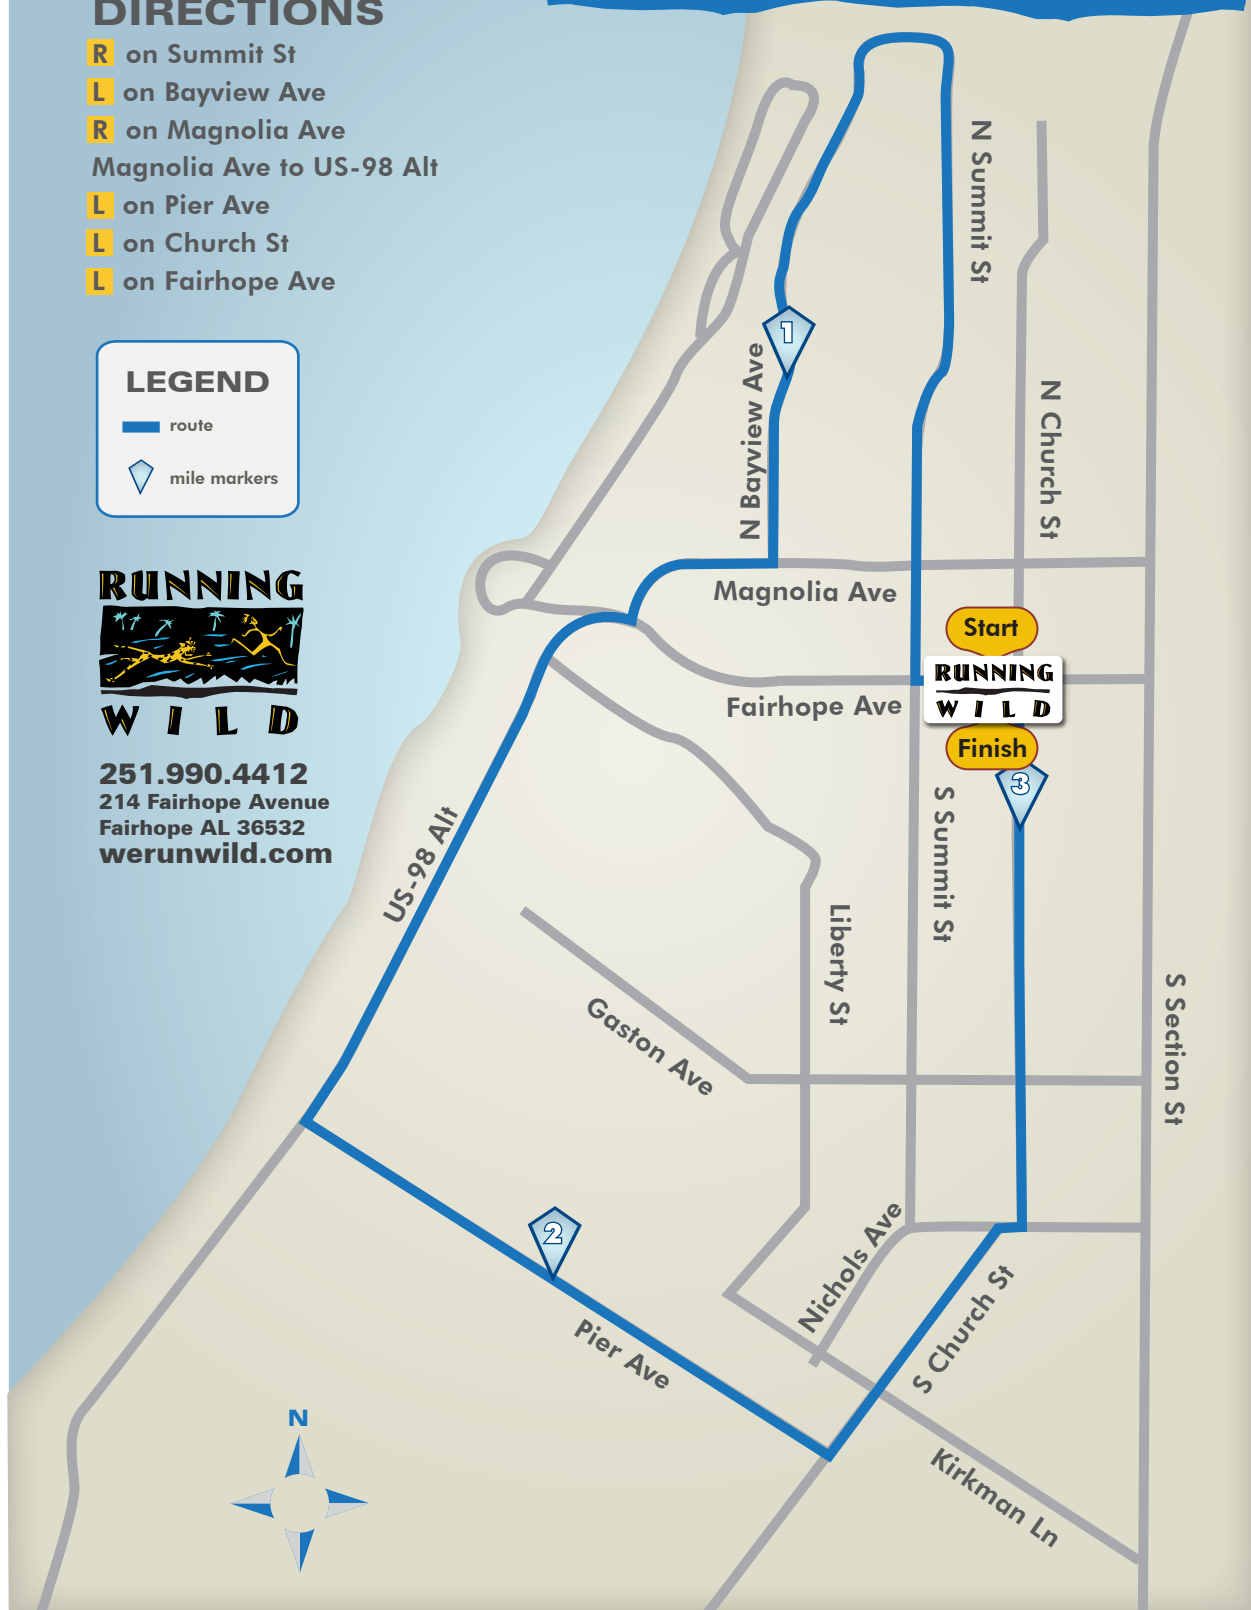 DIRECTIONS
R on Summit St
L on Bayview Ave
R on Magnolia Ave
Magnolia Ave to US-98 Alt
L on Pier Ave
L on Church St
L on Fairhope Ave
LEGEND
route
mile markers
RUNNING
WILD
251.990.4412
214 Fairhope Avenue
Fairhope AL 36532
werunwild.com
N Summit St
1
N Bayview Ave
N Church St
Magnolia Ave
Start
RUNNING
WILD
Fairhope Ave
Finish
3
S Summit St
US-98 Alt
Liberty St
Gaston Ave
S Section St
2
Nichols Ave
S Church St
Pier Ave
Kirkman Ln
N